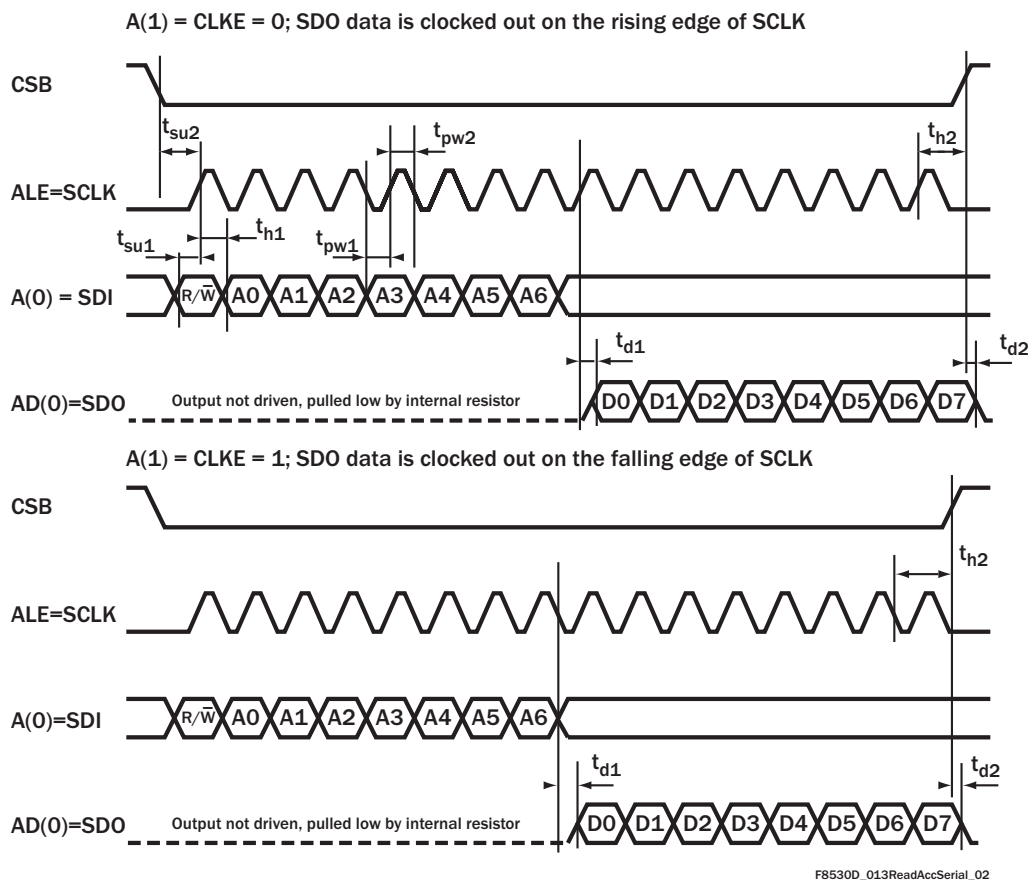 A(1) = CLKE = 0; SDO data is clocked out on the rising edge of SCLK
CSB
tsu2
tpw2
th2
ALE=SCLK
tsu1
th1
tpw1
A(0) = SDI
R/W̅ A0 A1 A2 A3 A4 A5 A6
td1
td2
AD(0)=SDO
Output not driven, pulled low by internal resistor
D0 D1 D2 D3 D4 D5 D6 D7
A(1) = CLKE = 1; SDO data is clocked out on the falling edge of SCLK
CSB
th2
ALE=SCLK
A(0)=SDI
R/W̅ A0 A1 A2 A3 A4 A5 A6
td1
td2
AD(0)=SDO
Output not driven, pulled low by internal resistor
D0 D1 D2 D3 D4 D5 D6 D7
F8530D_013ReadAccSerial_02